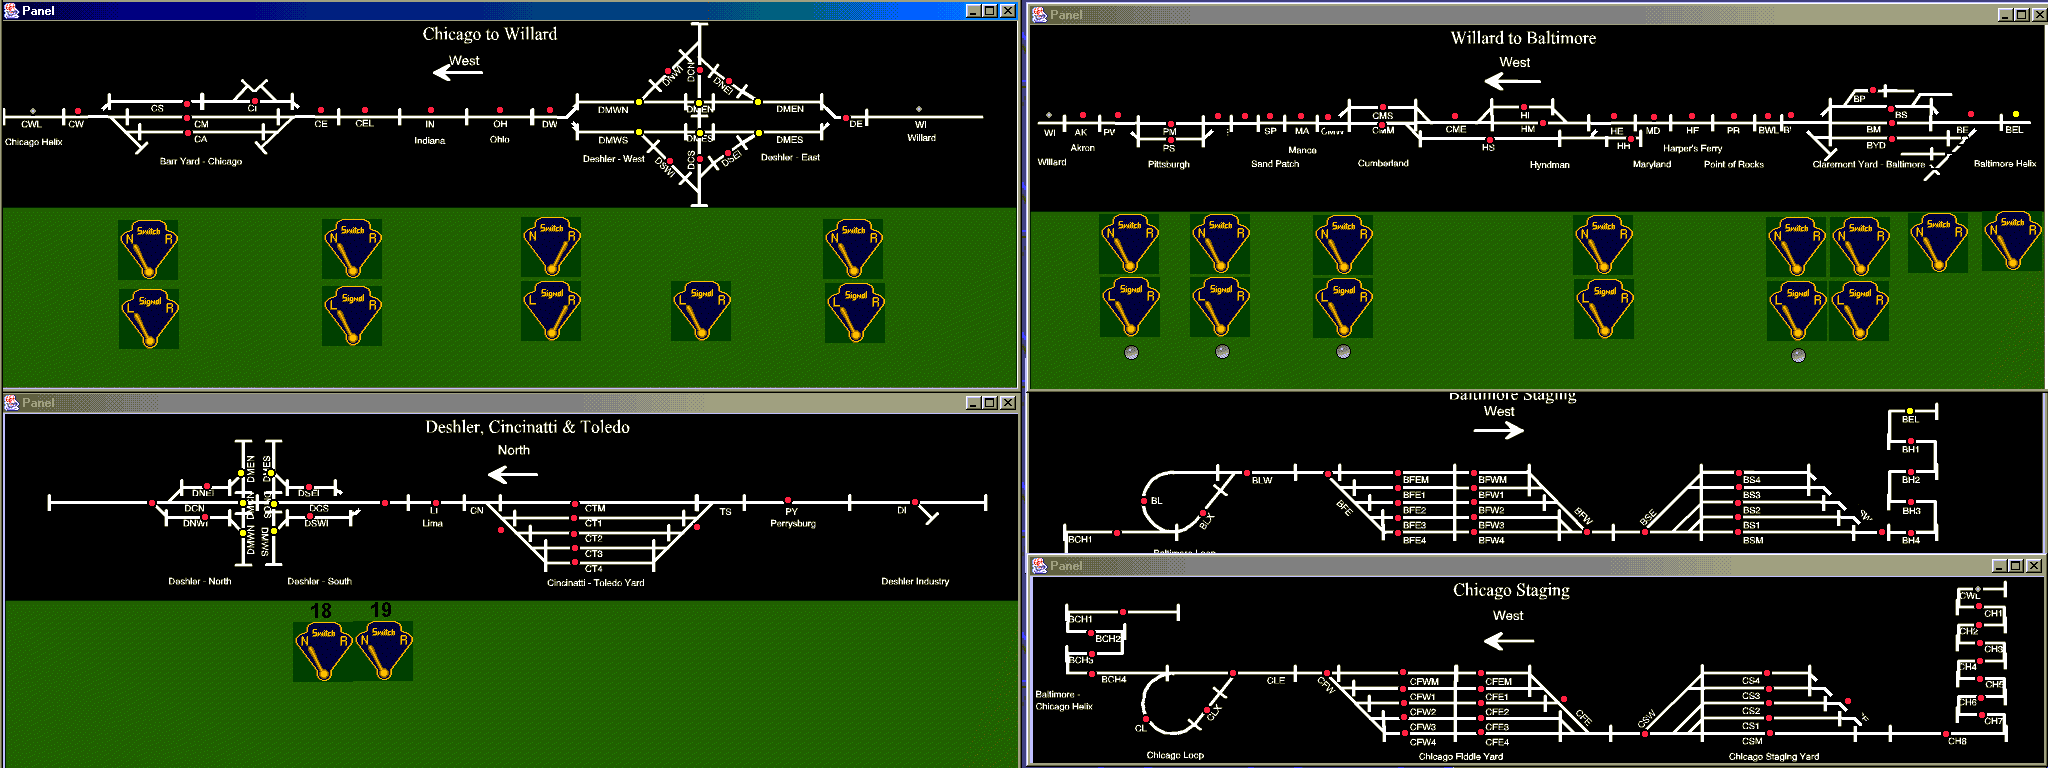 Panel
Chicago to Willard
West
CWL
CW
CS
CI
CM
CA
CE
CEL
IN
OH
DW
DMWN
DNWI
DCN
DNEI
DMEN
DMEN
DMWS
DMES
DMES
DSWI
DCS
DSEI
DE
WI
Chicago Helix
Barr Yard - Chicago
Indiana
Ohio
Deshler - West
Deshler - East
Willard
N Switch R
N Switch R
N Switch R
N Switch R
L Signal R
L Signal R
L Signal R
L Signal R
L Signal R
Panel
Willard to Baltimore
West
WI
AK
PV
PM
PS
SP
MA
CMW
CMS
CMM
CME
HI
HM
HS
HE
HH
MD
HF
PR
BWL
BP
BS
BM
BYD
BE
BEL
Willard
Akron
Pittsburgh
Sand Patch
Mance
Cumberland
Hyndman
Maryland
Harper's Ferry
Point of Rocks
Claremont Yard - Baltimore
Baltimore Helix
N Switch R
N Switch R
N Switch R
N Switch R
N Switch R
N Switch R
N Switch R
N Switch R
L Signal R
L Signal R
L Signal R
L Signal R
L Signal R
L Signal R
Panel
Deshler, Cincinatti & Toledo
North
DMEN
DMES
DNEI
DCN
DNWI
DMWN
DMWS
DSEI
DCS
DSWI
LI
CN
CTM
CT1
CT2
CT3
CT4
TS
PY
DI
Lima
Perrysburg
Deshler - North
Deshler - South
Cincinatti - Toledo Yard
Deshler Industry
18
19
N Switch R
N Switch R
Baltimore Staging
West
BEL
BH1
BH2
BH3
BH4
BL
BLX
BLW
BCH1
BFE
BFEM
BFE1
BFE2
BFE3
BFE4
BFWM
BFW1
BFW2
BFW3
BFW4
BFW
BSE
BS4
BS3
BS2
BS1
BSM
Baltimore Loop
Panel
Chicago Staging
West
BCH1
BCH2
BCH3
BCH4
Baltimore -
Chicago Helix
CL
CLX
CLE
CFW
CFWM
CFW1
CFW2
CFW3
CFW4
CFEM
CFE1
CFE2
CFE3
CFE4
CFE
CSW
CS4
CS3
CS2
CS1
CSM
CWL
CH1
CH2
CH3
CH4
CH5
CH6
CH7
CH8
Chicago Loop
Chicago Fiddle Yard
Chicago Staging Yard